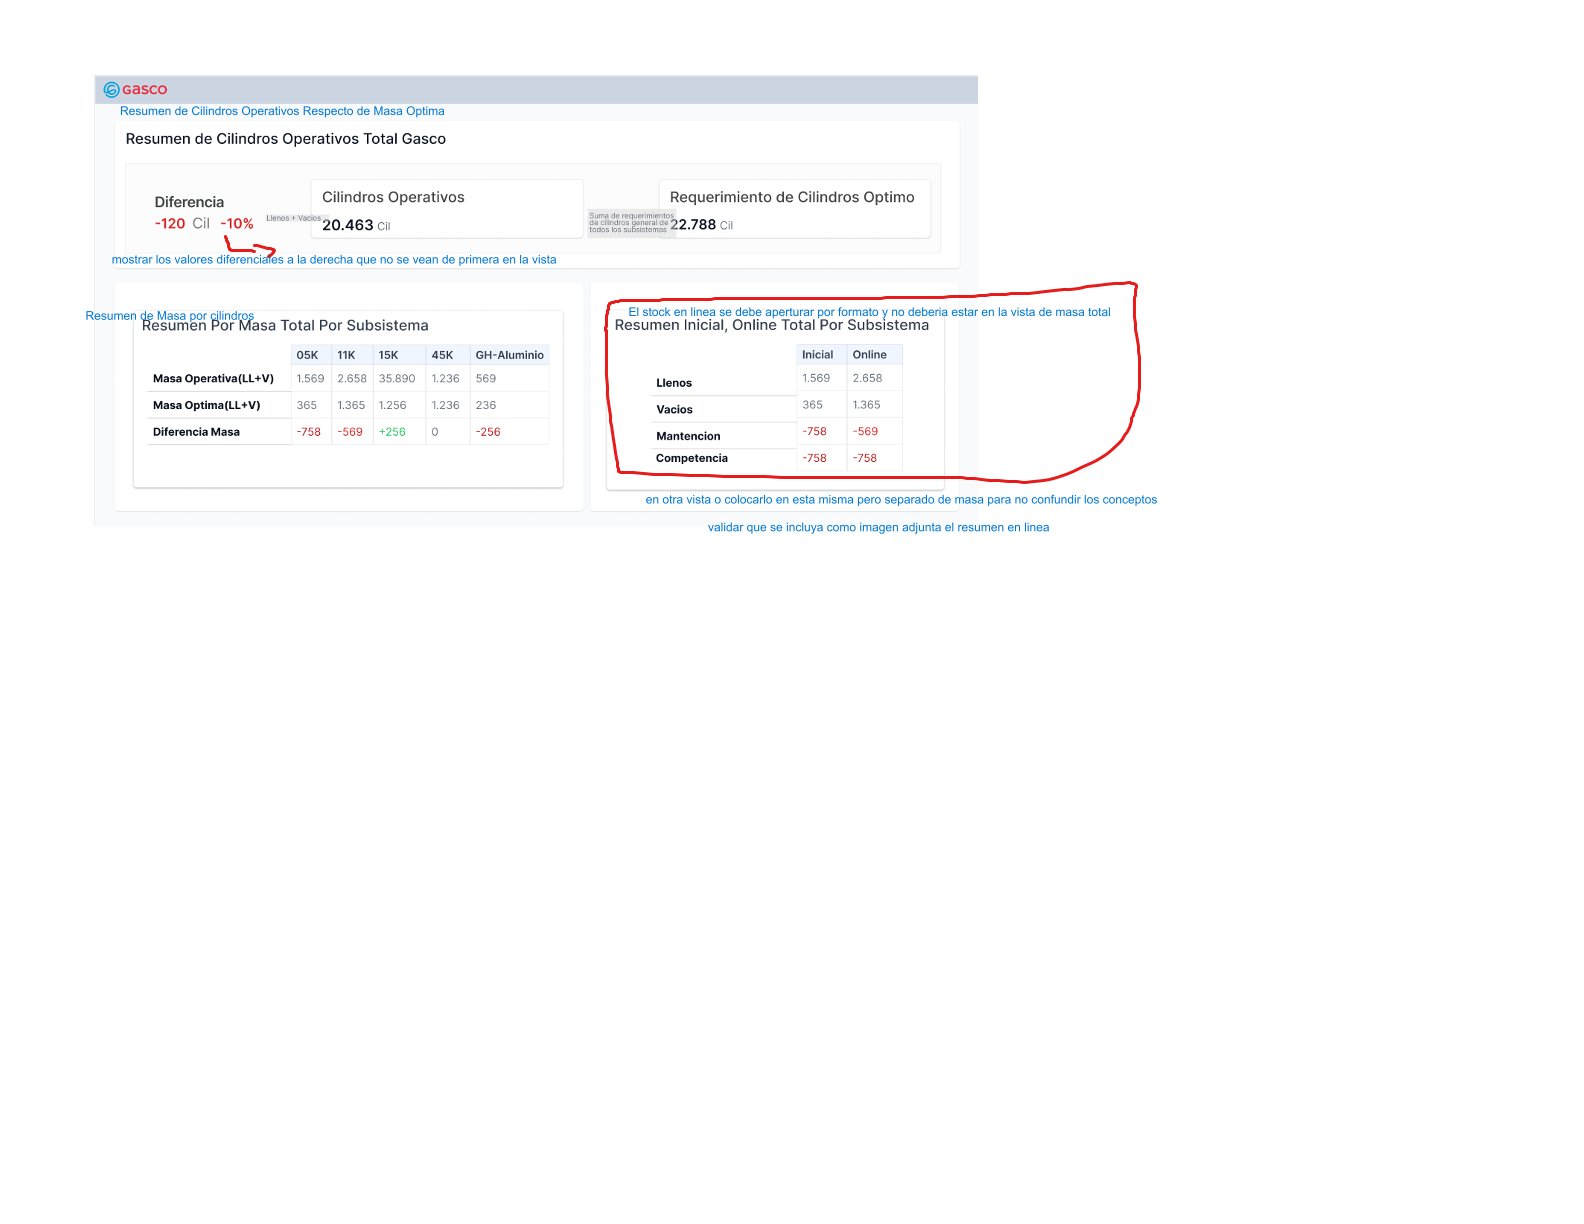 GASCO
Resumen de Cilindros Operativos Respecto de Masa Optima
Resumen de Cilindros Operativos Total Gasco
Diferencia
-120 Cil -10%
Llenos + Vacios
Cilindros Operativos
20.463 Cil
Suma de requerimientos
de cilindros general de
todos los subsistemas
Requerimiento de Cilindros Optimo
22.788 Cil
mostrar los valores diferenciales a la derecha que no se vean de primera en la vista
Resumen de Masa por cilindros
Resumen Por Masa Total Por Subsistema
05K 11K 15K 45K GH-Aluminio
Masa Operativa(LL+V) 1.569 2.658 35.890 1.236 569
Masa Optima(LL+V) 365 1.365 1.256 1.236 236
Diferencia Masa -758 -569 +256 0 -256
El stock en linea se debe aperturar por formato y no deberia estar en la vista de masa total
Resumen Inicial, Online Total Por Subsistema
Inicial Online
Llenos 1.569 2.658
Vacios 365 1.365
Mantencion -758 -569
Competencia -758 -758
en otra vista o colocarlo en esta misma pero separado de masa para no confundir los conceptos
validar que se incluya como imagen adjunta el resumen en linea